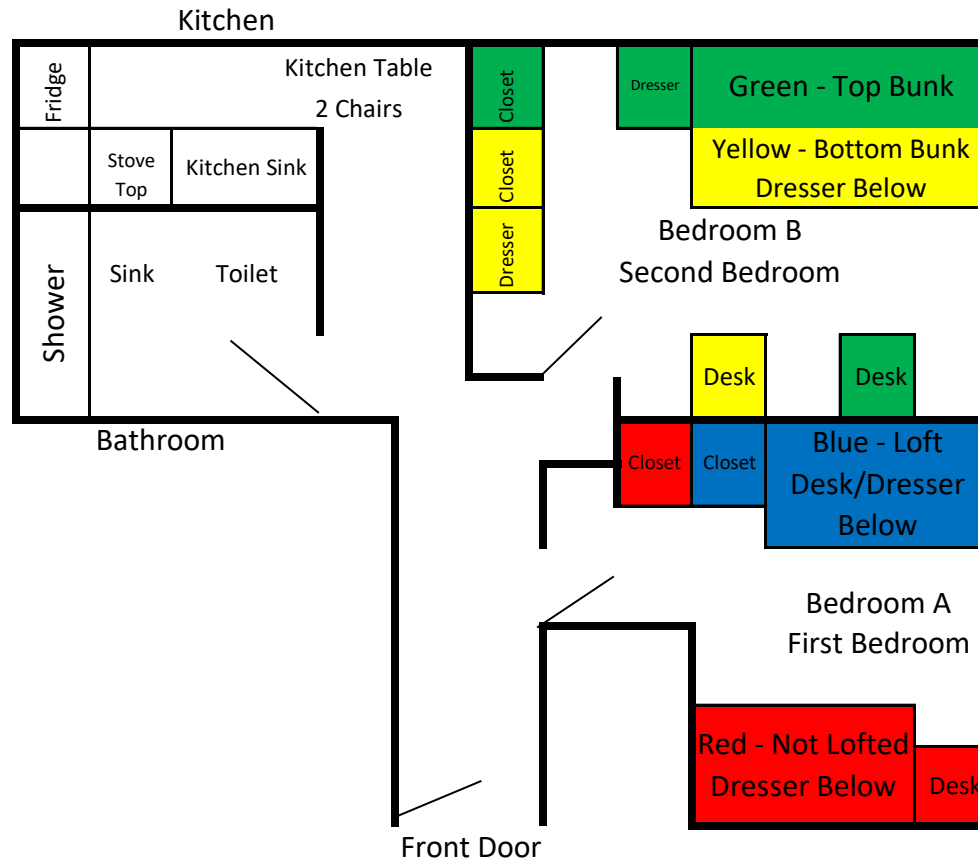 Kitchen
Fridge
Kitchen Table
2 Chairs
Closet
Dresser
Green - Top Bunk
Stove
Top
Kitchen Sink
Closet
Yellow - Bottom Bunk
Dresser Below
Shower
Sink
Toilet
Dresser
Bedroom B
Second Bedroom
Desk
Desk
Bathroom
Closet
Closet
Blue - Loft
Desk/Dresser
Below
Bedroom A
First Bedroom
Red - Not Lofted
Dresser Below
Desk
Front Door